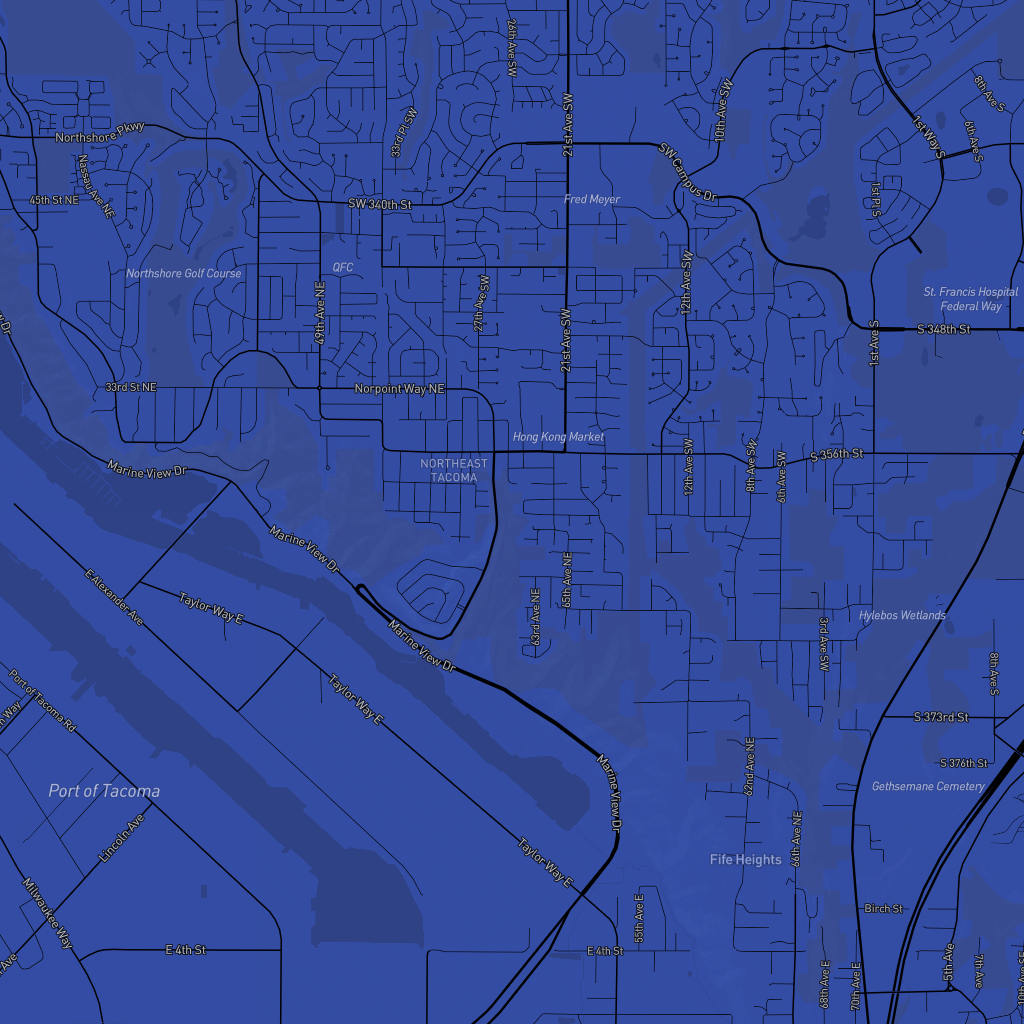 26th Ave SW
21st Ave SW
10th Ave SW
8th Ave S
Northshore Pkwy
33rd Pl SW
1st Way S
6th Ave S
Nassau Ave NE
SW Campus Dr
45th St NE
SW 340th St
Fred Meyer
1st Pl S
Northshore Golf Course
QFC
27th Ave SW
12th Ave SW
St. Francis Hospital
Federal Way
49th Ave NE
21st Ave SW
1st Ave S
S 348th St
w Dr
33rd St NE
Norpoint Way NE
Hong Kong Market
Marine View Dr
NORTHEAST
TACOMA
12th Ave SW
8th Ave SW
6th Ave SW
S 356th St
Marine View Dr
E Alexander Ave
Taylor Way E
65th Ave NE
63rd Ave NE
Hylebos Wetlands
Marine View Dr
3rd Ave SW
8th Ave S
Port of Tacoma Rd
n Way
Taylor Way E
S 373rd St
62nd Ave NE
S 376th St
Port of Tacoma
Marine View Dr
Gethsemane Cemetery
Lincoln Ave
Taylor Way E
66th Ave NE
Fife Heights
Milwaukee Way
55th Ave E
Birch St
E 4th St
E 4th St
Ave
68th Ave E
70th Ave E
5th Ave
7th Ave